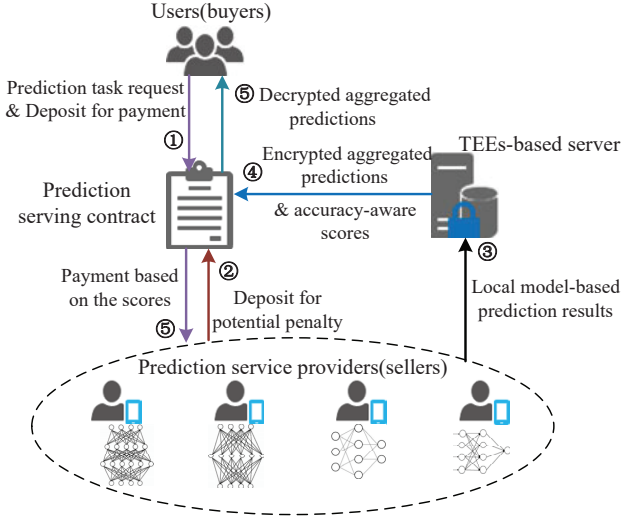 Users(buyers)
Prediction task request
& Deposit for payment
①
⑤ Decrypted aggregated
predictions
TEEs-based server
Encrypted aggregated
④
predictions
& accuracy-aware
scores
Prediction
serving contract
③
Local model-based
prediction results
Payment based
on the scores
⑤
②
Deposit for
potential penalty
Prediction service providers(sellers)